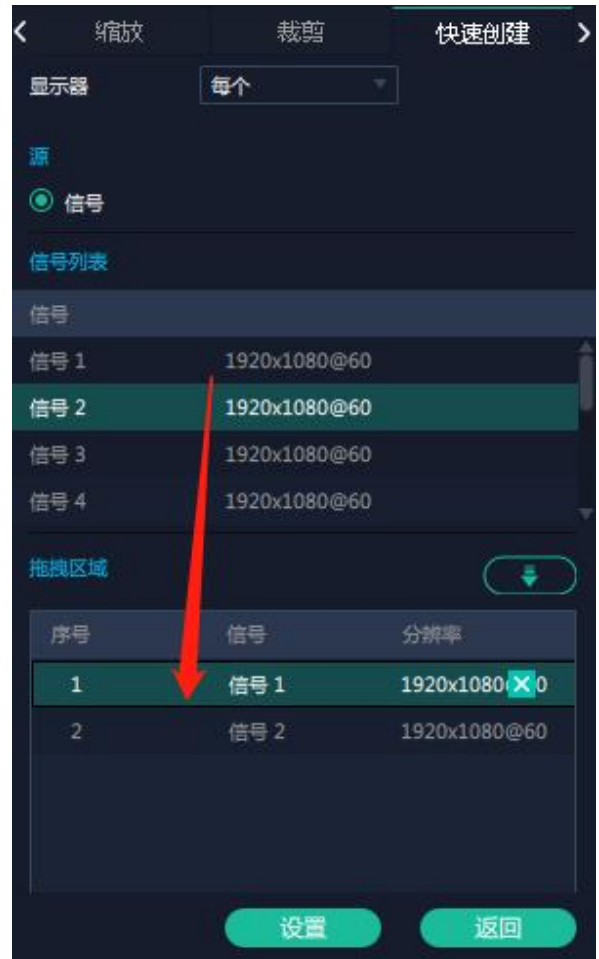 缩放 裁剪 快速创建
显示器 每个
源
信号
信号列表
信号
信号 1 1920x1080@60
信号 2 1920x1080@60
信号 3 1920x1080@60
信号 4 1920x1080@60
拖拽区域
序号 信号 分辨率
1 信号 1 1920x1080 0
2 信号 2 1920x1080@60
设置 返回